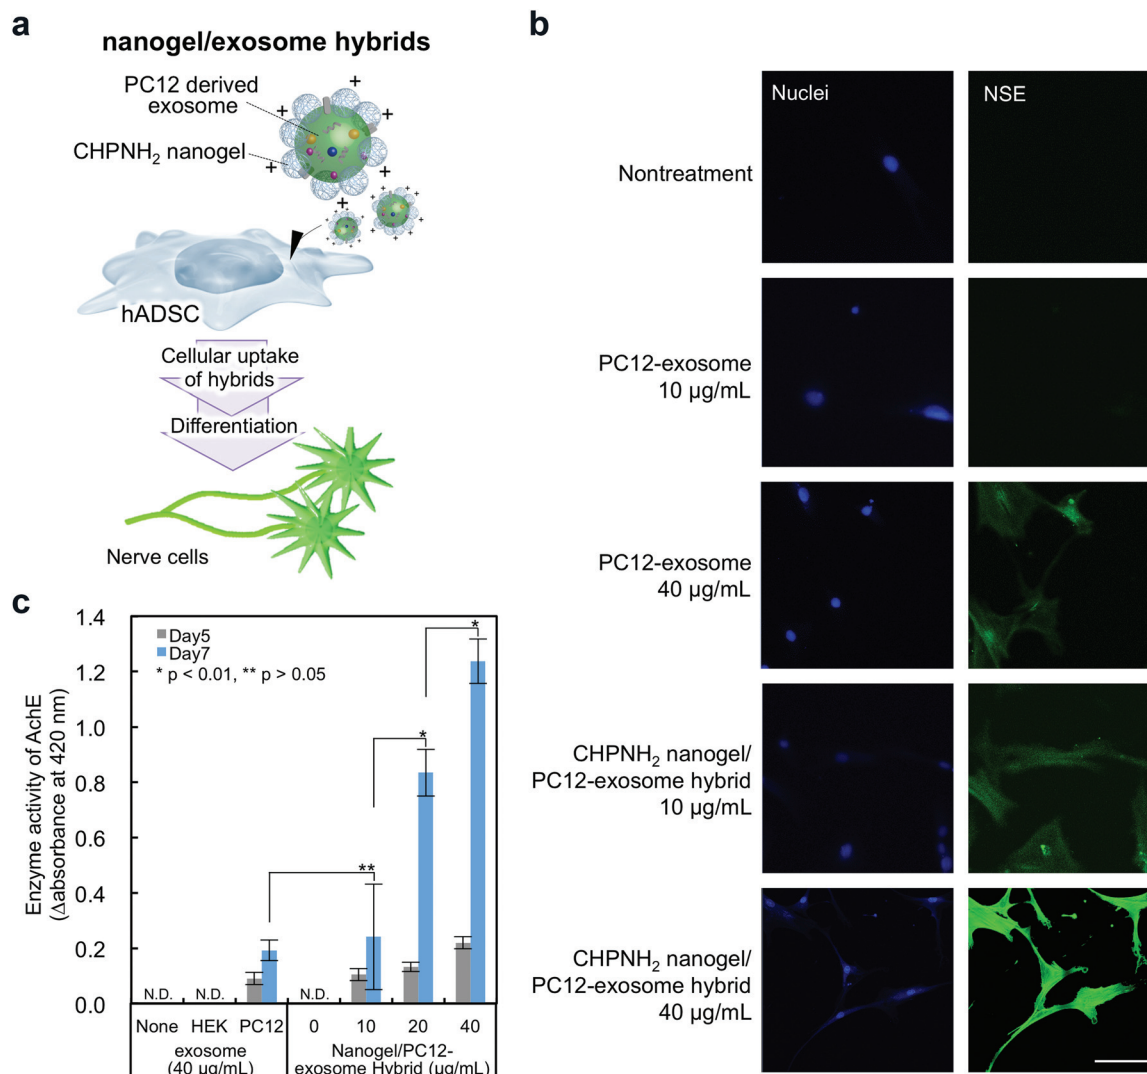 a
nanogel/exosome hybrids
PC12 derived
exosome
CHPNH₂ nanogel
+
+
+
+
+
+
hADSC
Cellular uptake
of hybrids
Differentiation
Nerve cells
b
Nuclei
NSE
Nontreatment
PC12-exosome
10 µg/mL
PC12-exosome
40 µg/mL
CHPNH₂ nanogel/
PC12-exosome hybrid
10 µg/mL
CHPNH₂ nanogel/
PC12-exosome hybrid
40 µg/mL
c
Enzyme activity of AchE
(Δabsorbance at 420 nm)
1.4
1.2
1.0
0.8
0.6
0.4
0.2
0.0
Day5
Day7
* p < 0.01, ** p > 0.05
*
*
**
N.D.
N.D.
N.D.
None HEK PC12 0 10 20 40
exosome
(40 µg/mL)
Nanogel/PC12-
exosome Hybrid (µg/mL)